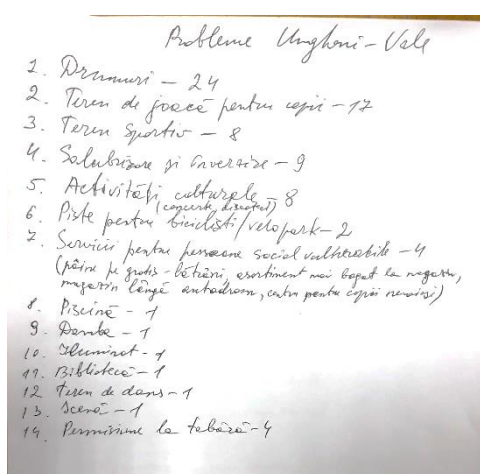 Probleme Ungheni-Vale
1. Drumuri – 24
2. Teren de joacă pentru copii – 17
3. Teren sportiv – 8
4. Salubrizare și înverzire – 9
5. Activități culturale – 8
(concerte, discoteci)
6. Piste pentru bicicliști/velopark – 2
7. Servicii pentru persoane social vulnerabile – 4
(pâine pe gratis – bătrâni, asortiment mai bogat la magazin,
magazin lângă autodrom, centru pentru copii nevoiași)
8. Piscină – 1
9. Damba – 1
10. Iluminat – 1
11. Bibliotecă – 1
12 Teren de dans – 1
13. Scenă – 1
14. Permisiune la tabără – 4